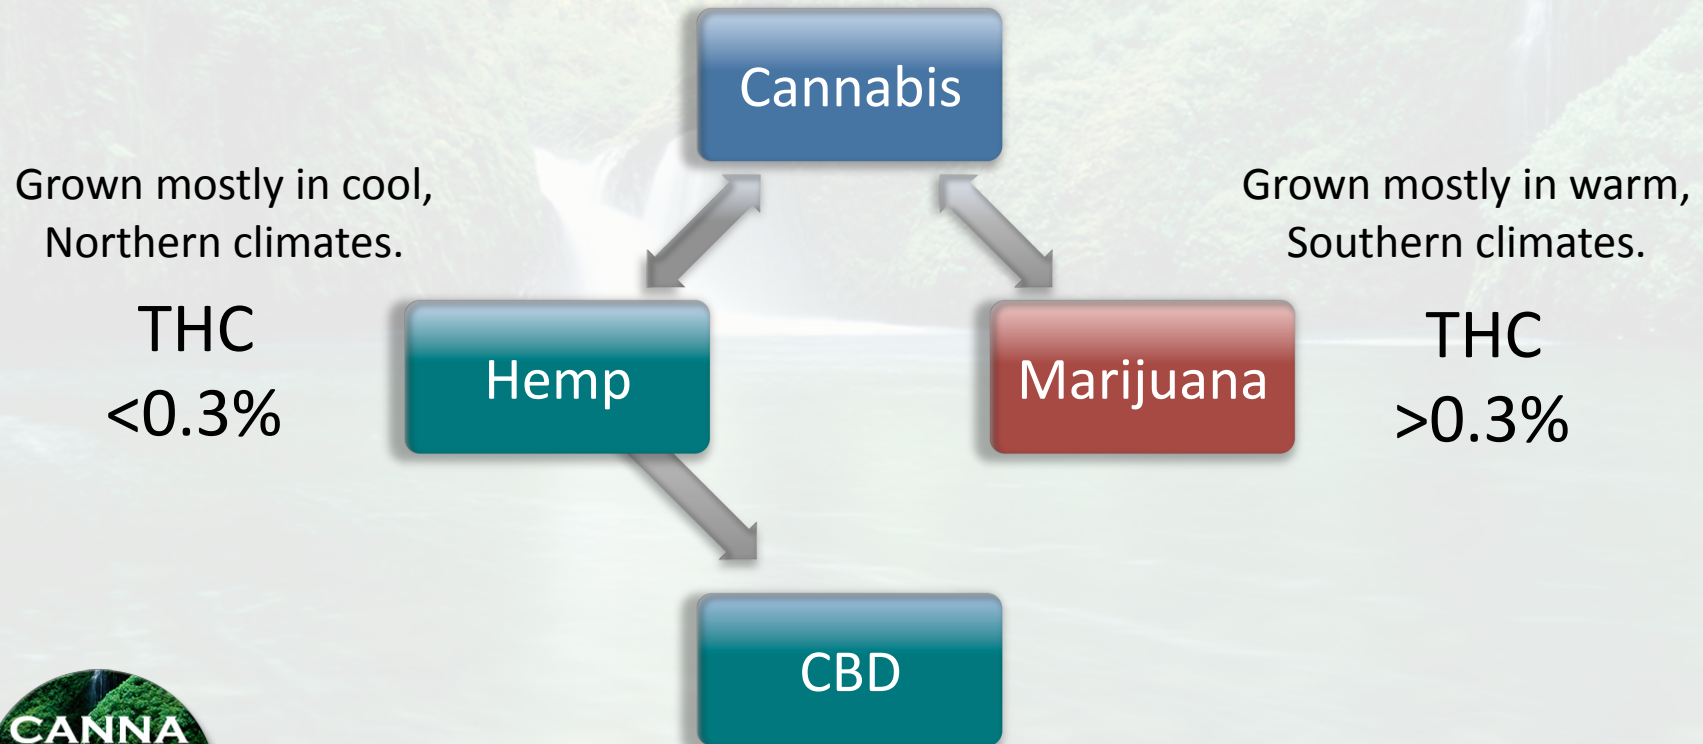 Cannabis
Grown mostly in cool,
Northern climates.
Grown mostly in warm,
Southern climates.
THC
<0.3%
Hemp
Marijuana
THC
>0.3%
CBD
CANNA